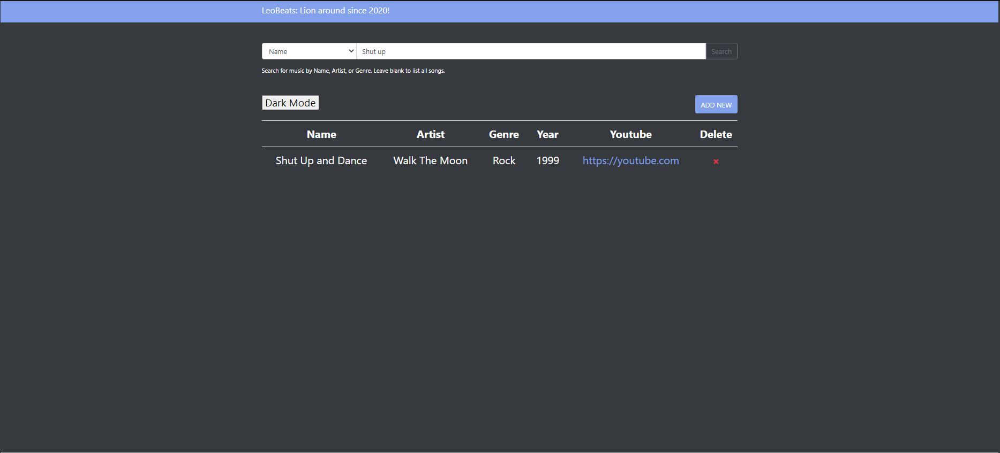 LeoBeats: Lion around since 2020!
Name Shut up Search
Search for music by Name, Artist, or Genre. Leave blank to list all songs.
Dark Mode ADD NEW
Name Artist Genre Year Youtube Delete
Shut Up and Dance Walk The Moon Rock 1999 https://youtube.com